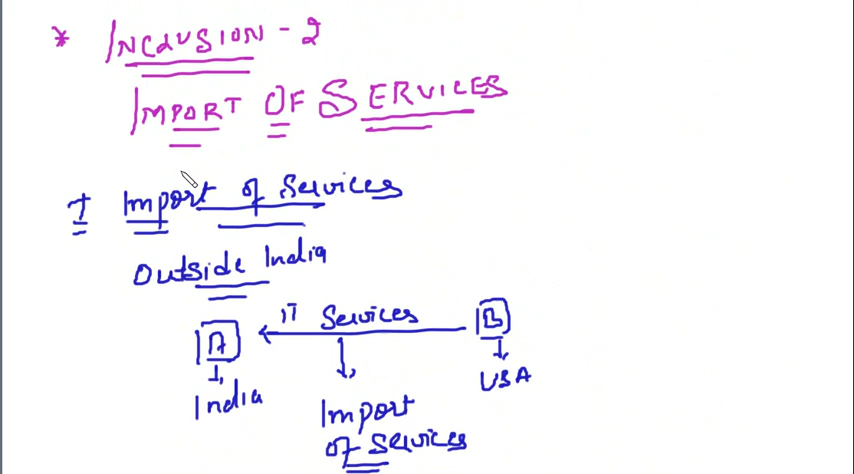 * INCLUSION - 2
IMPORT OF SERVICES
† Import of Services
Outside India
IT Services
A
B
India
USA
Import
of Services